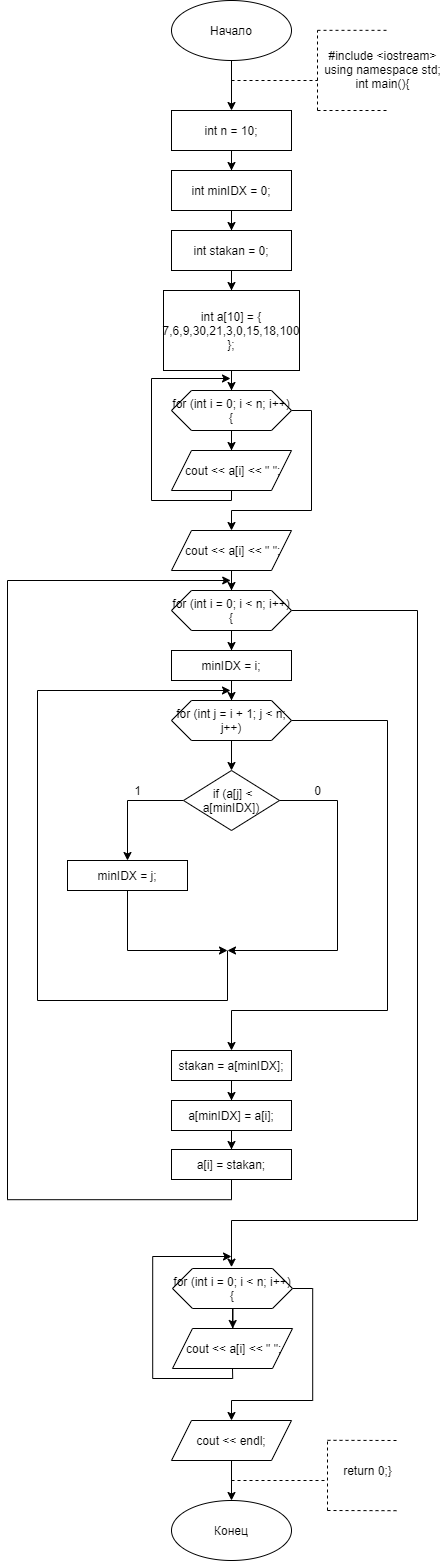 Начало
#include <iostream>
using namespace std;
int main(){
int n = 10;
int minIDX = 0;
int stakan = 0;
int a[10] = {
7,6,9,30,21,3,0,15,18,100
};
for (int i = 0; i < n; i++)
{
cout << a[i] << " ";
cout << a[i] << " ";
for (int i = 0; i < n; i++)
{
minIDX = i;
for (int j = i + 1; j < n;
j++)
if (a[j] <
a[minIDX])
1
0
minIDX = j;
stakan = a[minIDX];
a[minIDX] = a[i];
a[i] = stakan;
for (int i = 0; i < n; i++)
{
cout << a[i] << " ";
cout << endl;
return 0;}
Конец